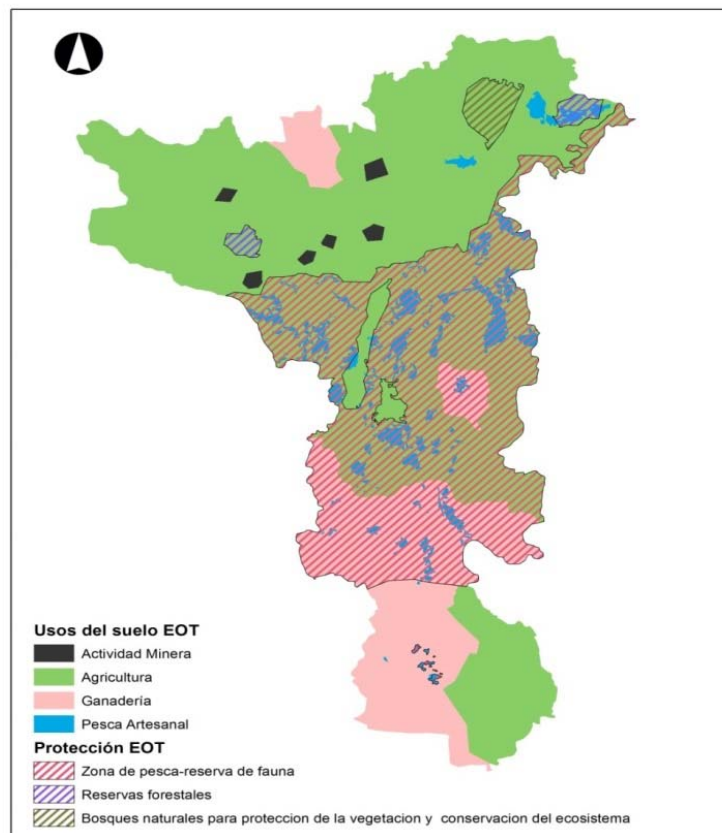 Usos del suelo EOT
Actividad Minera
Agricultura
Ganadería
Pesca Artesanal
Protección EOT
Zona de pesca-reserva de fauna
Reservas forestales
Bosques naturales para proteccion de la vegetacion y conservacion del ecosistema